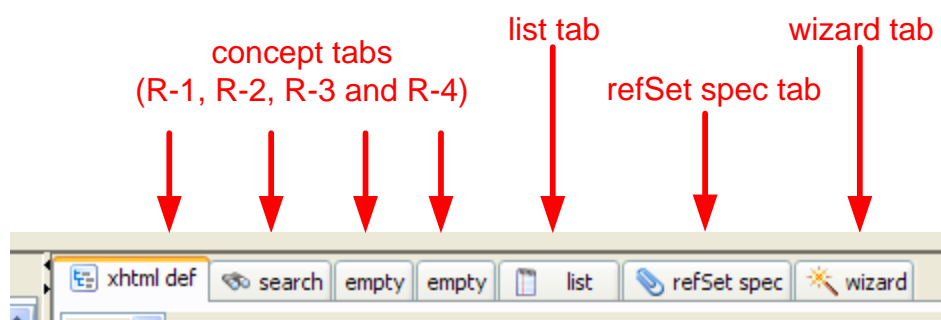 list tab
wizard tab
concept tabs
(R-1, R-2, R-3 and R-4)
refSet spec tab
xhtml def
search
empty
empty
list
refSet spec
wizard